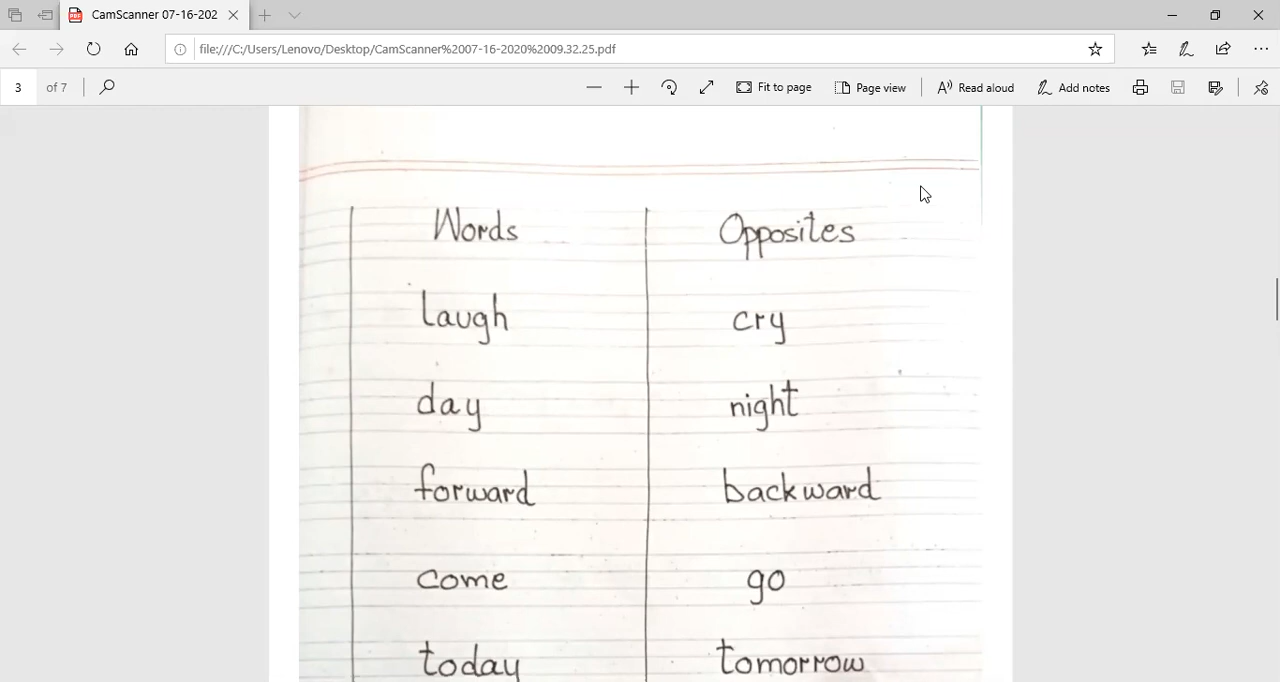 CamScanner 07-16-202
file:///C:/Users/Lenovo/Desktop/CamScanner%2007-16-2020%2009.32.25.pdf
3 of 7 Fit to page Page view Read aloud Add notes
Words Opposites
laugh cry
day night
forward backward
come go
today tomorrow